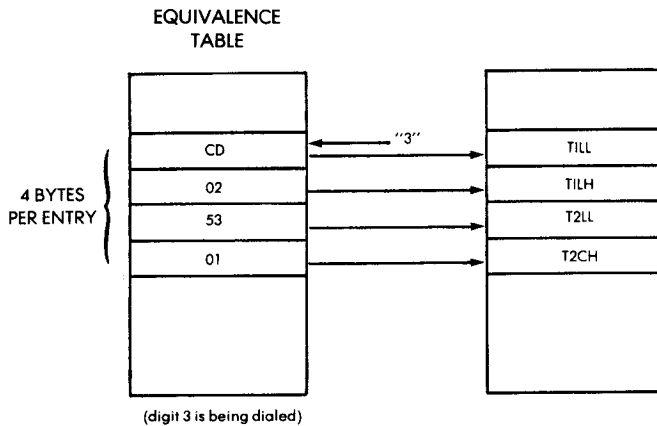 EQUIVALENCE
TABLE
"3"
CD
TILL
4 BYTES
PER ENTRY
02
TILH
53
T2LL
01
T2CH
(digit 3 is being dialed)